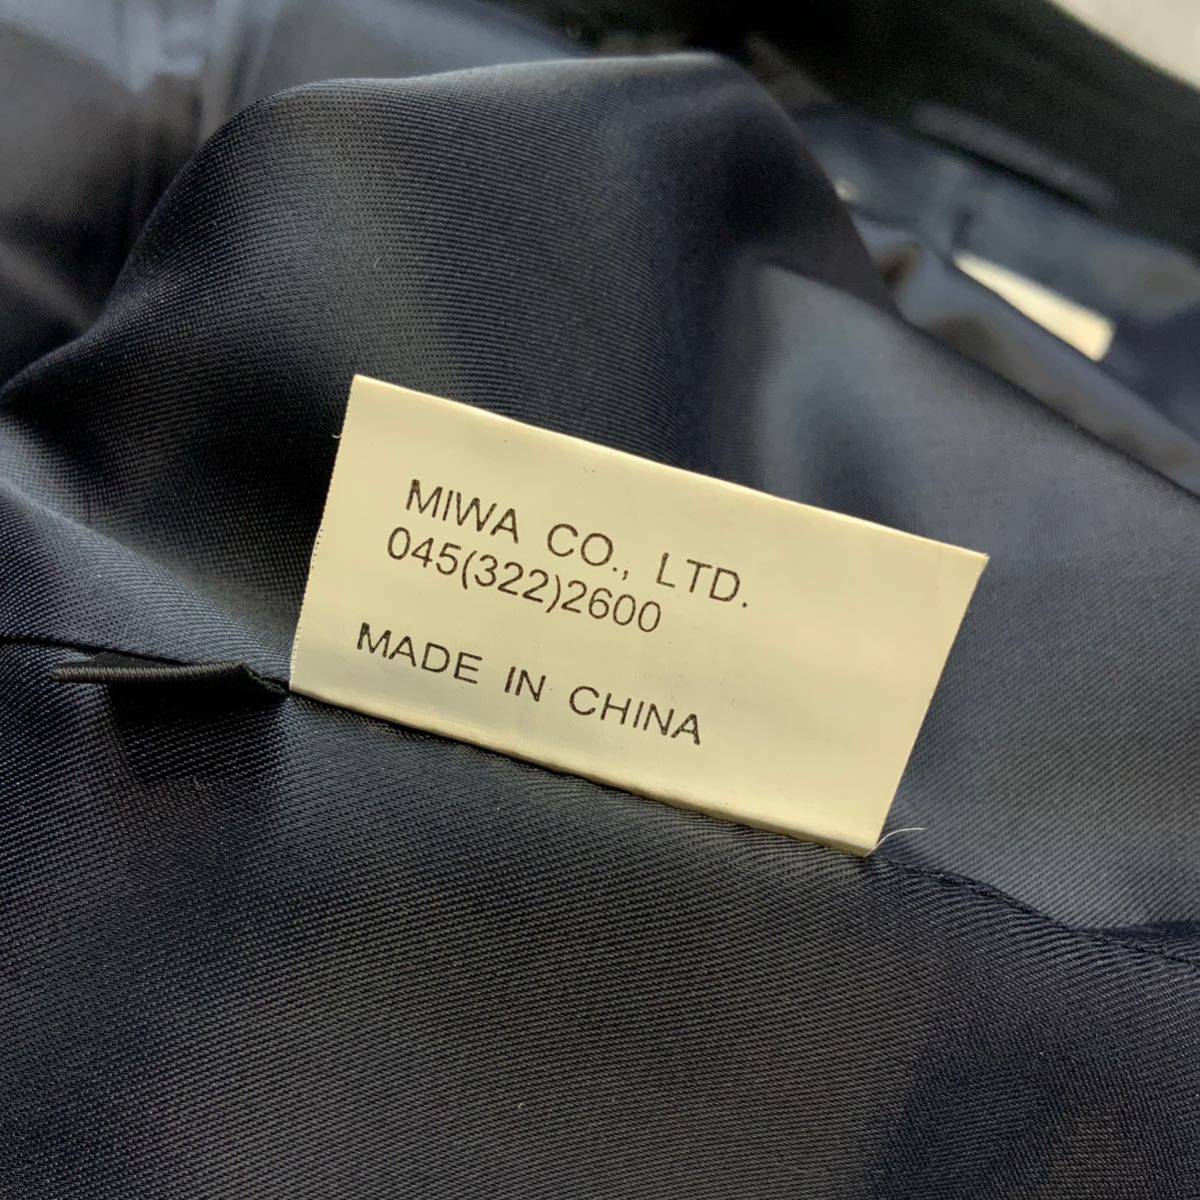 MIWA CO., LTD.
045(322)2600
MADE IN CHINA